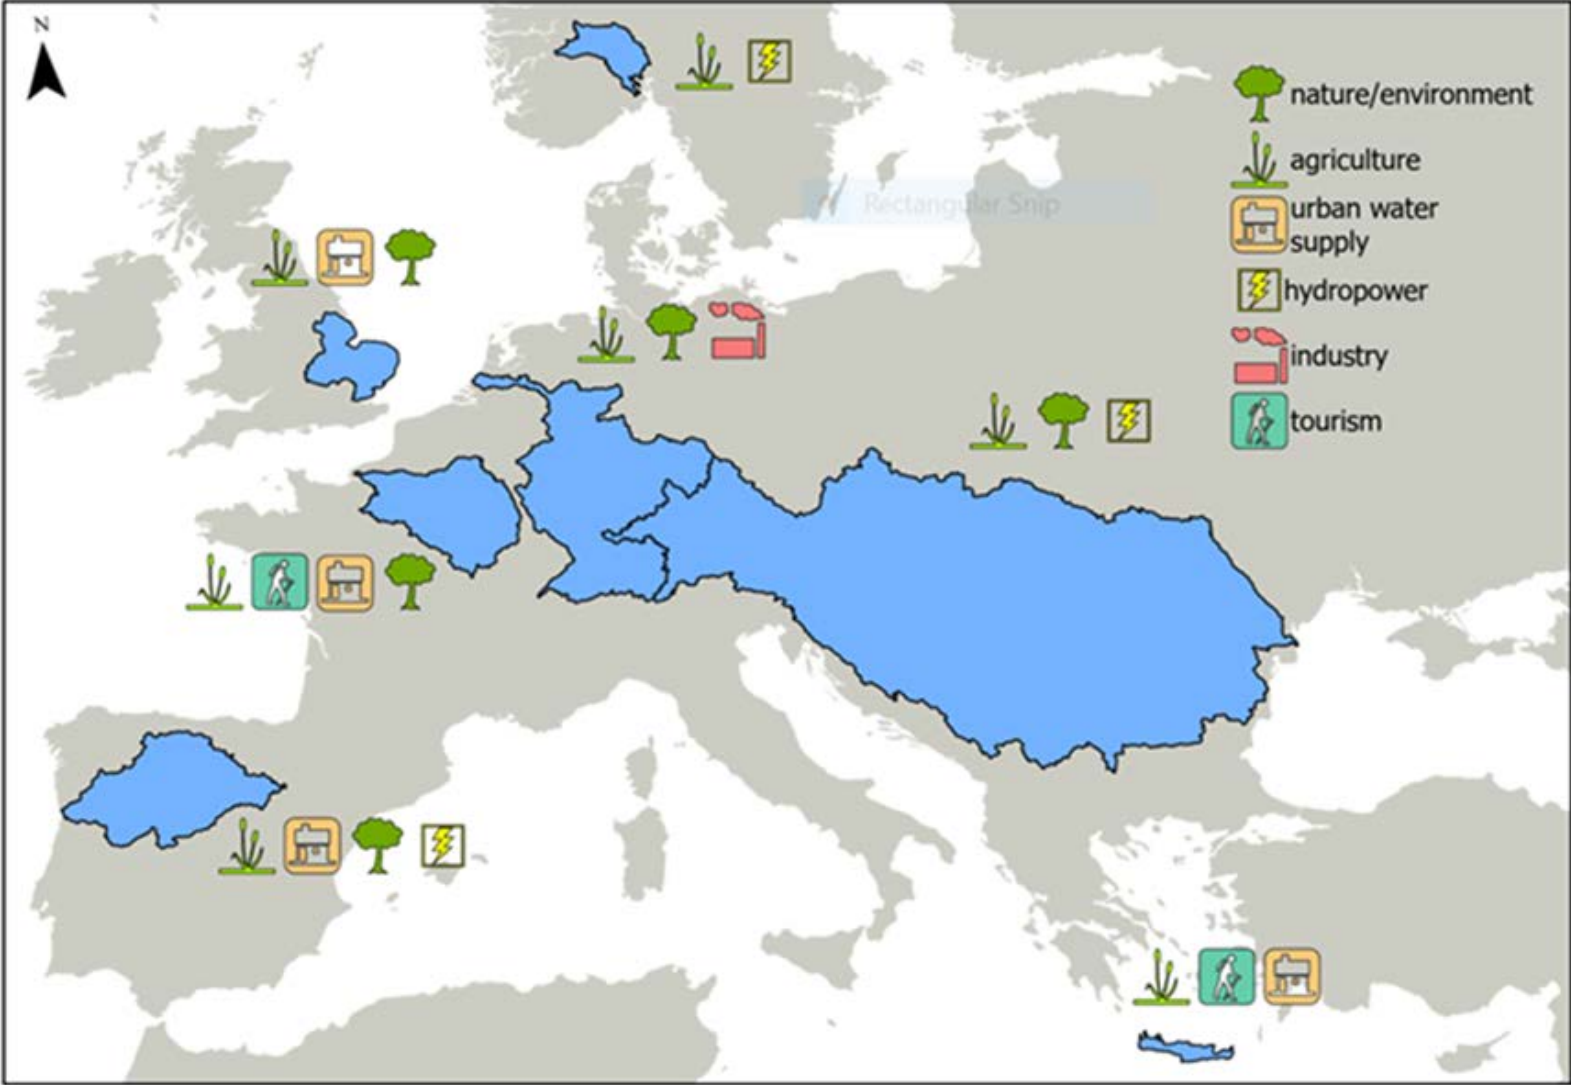 N
nature/environment
agriculture
urban water
supply
Rectangular Snip
hydropower
industry
tourism